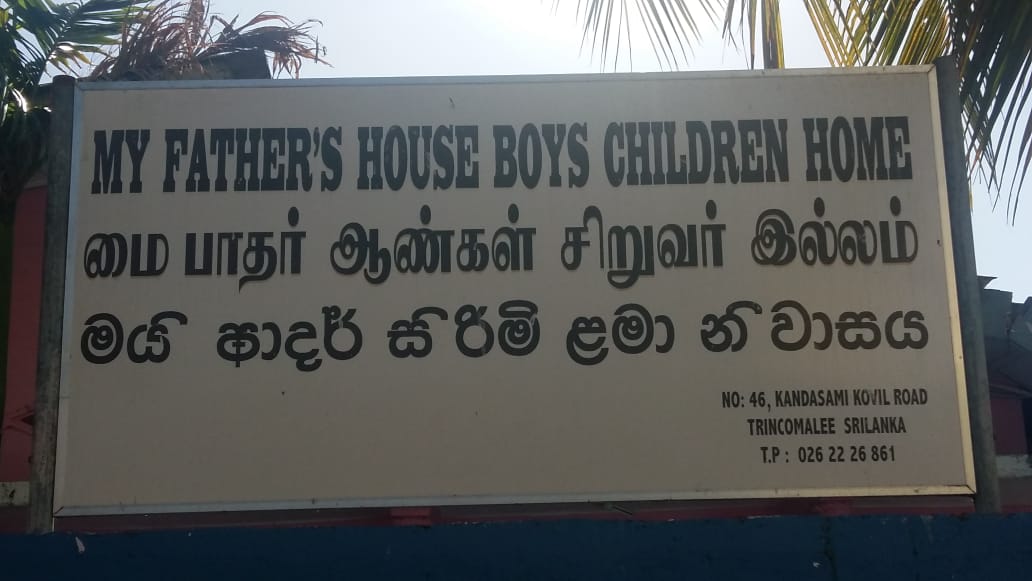 MY FATHER'S HOUSE BOYS CHILDREN HOME
மை பாதர் ஆண்கள் சிறுவர் இல்லம்
මයි ෆාදර් සිරිමි ළමා නිවාසය
NO: 46, KANDASAMI KOVIL ROAD
TRINCOMALEE SRILANKA
T.P : 026 22 26 861